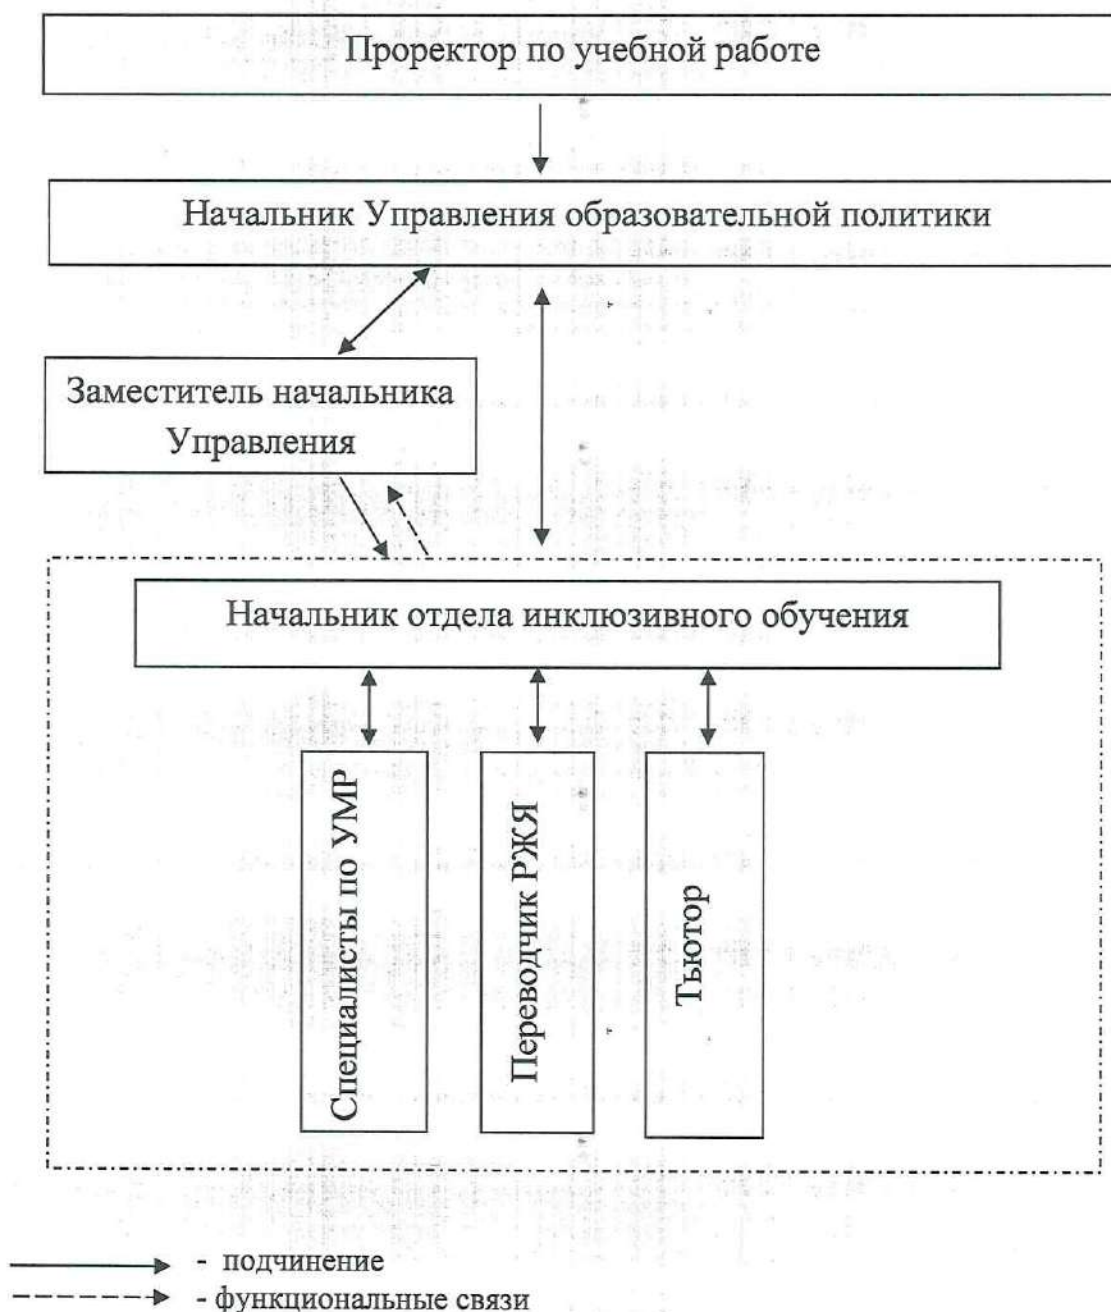 Проректор по учебной работе
Начальник Управления образовательной политики
Заместитель начальника
Управления
Начальник отдела инклюзивного обучения
Специалисты по УМР
Переводчик РЖЯ
Тьютор
- подчинение
- функциональные связи